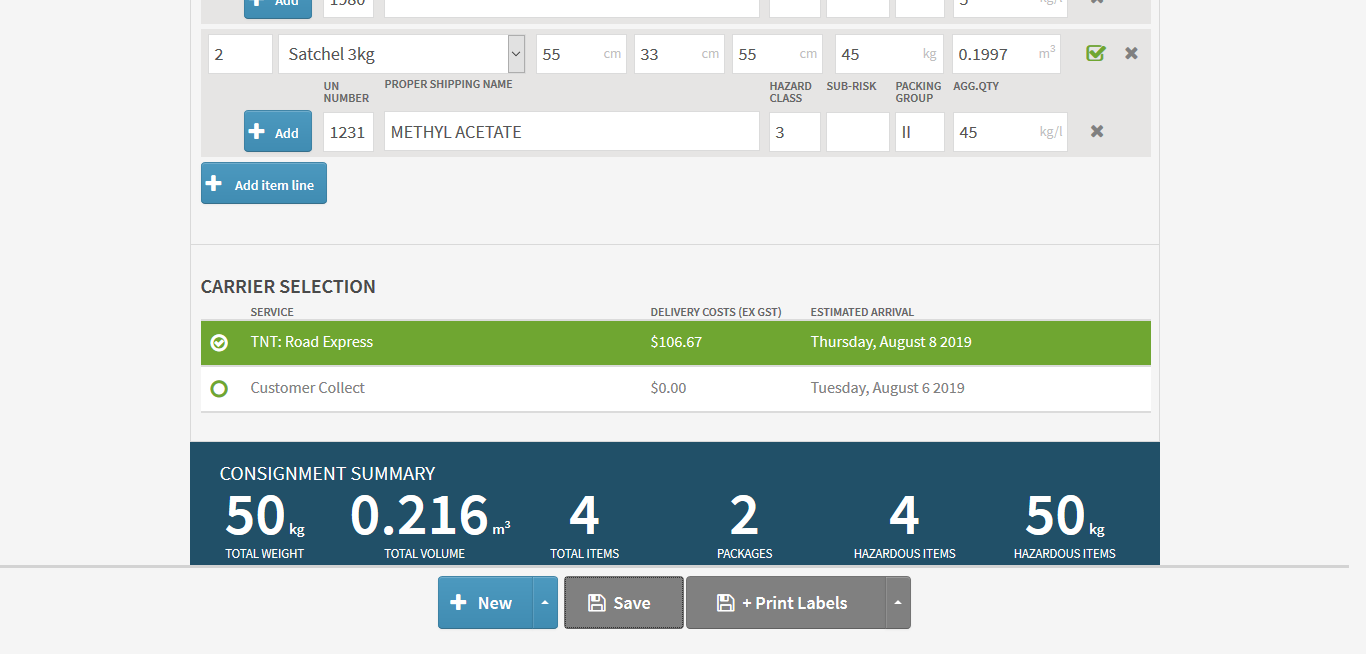 Add 1980 5 kg/l
2 Satchel 3kg 55 cm 33 cm 55 cm 45 kg 0.1997 m³
UN NUMBER PROPER SHIPPING NAME HAZARD CLASS SUB-RISK PACKING GROUP AGG.QTY
Add 1231 METHYL ACETATE 3 II 45 kg/l
Add item line
CARRIER SELECTION
SERVICE DELIVERY COSTS (EX GST) ESTIMATED ARRIVAL
TNT: Road Express $106.67 Thursday, August 8 2019
Customer Collect $0.00 Tuesday, August 6 2019
CONSIGNMENT SUMMARY
50 kg 0.216 m³ 4 2 4 50 kg
TOTAL WEIGHT TOTAL VOLUME TOTAL ITEMS PACKAGES HAZARDOUS ITEMS HAZARDOUS ITEMS
New Save + Print Labels